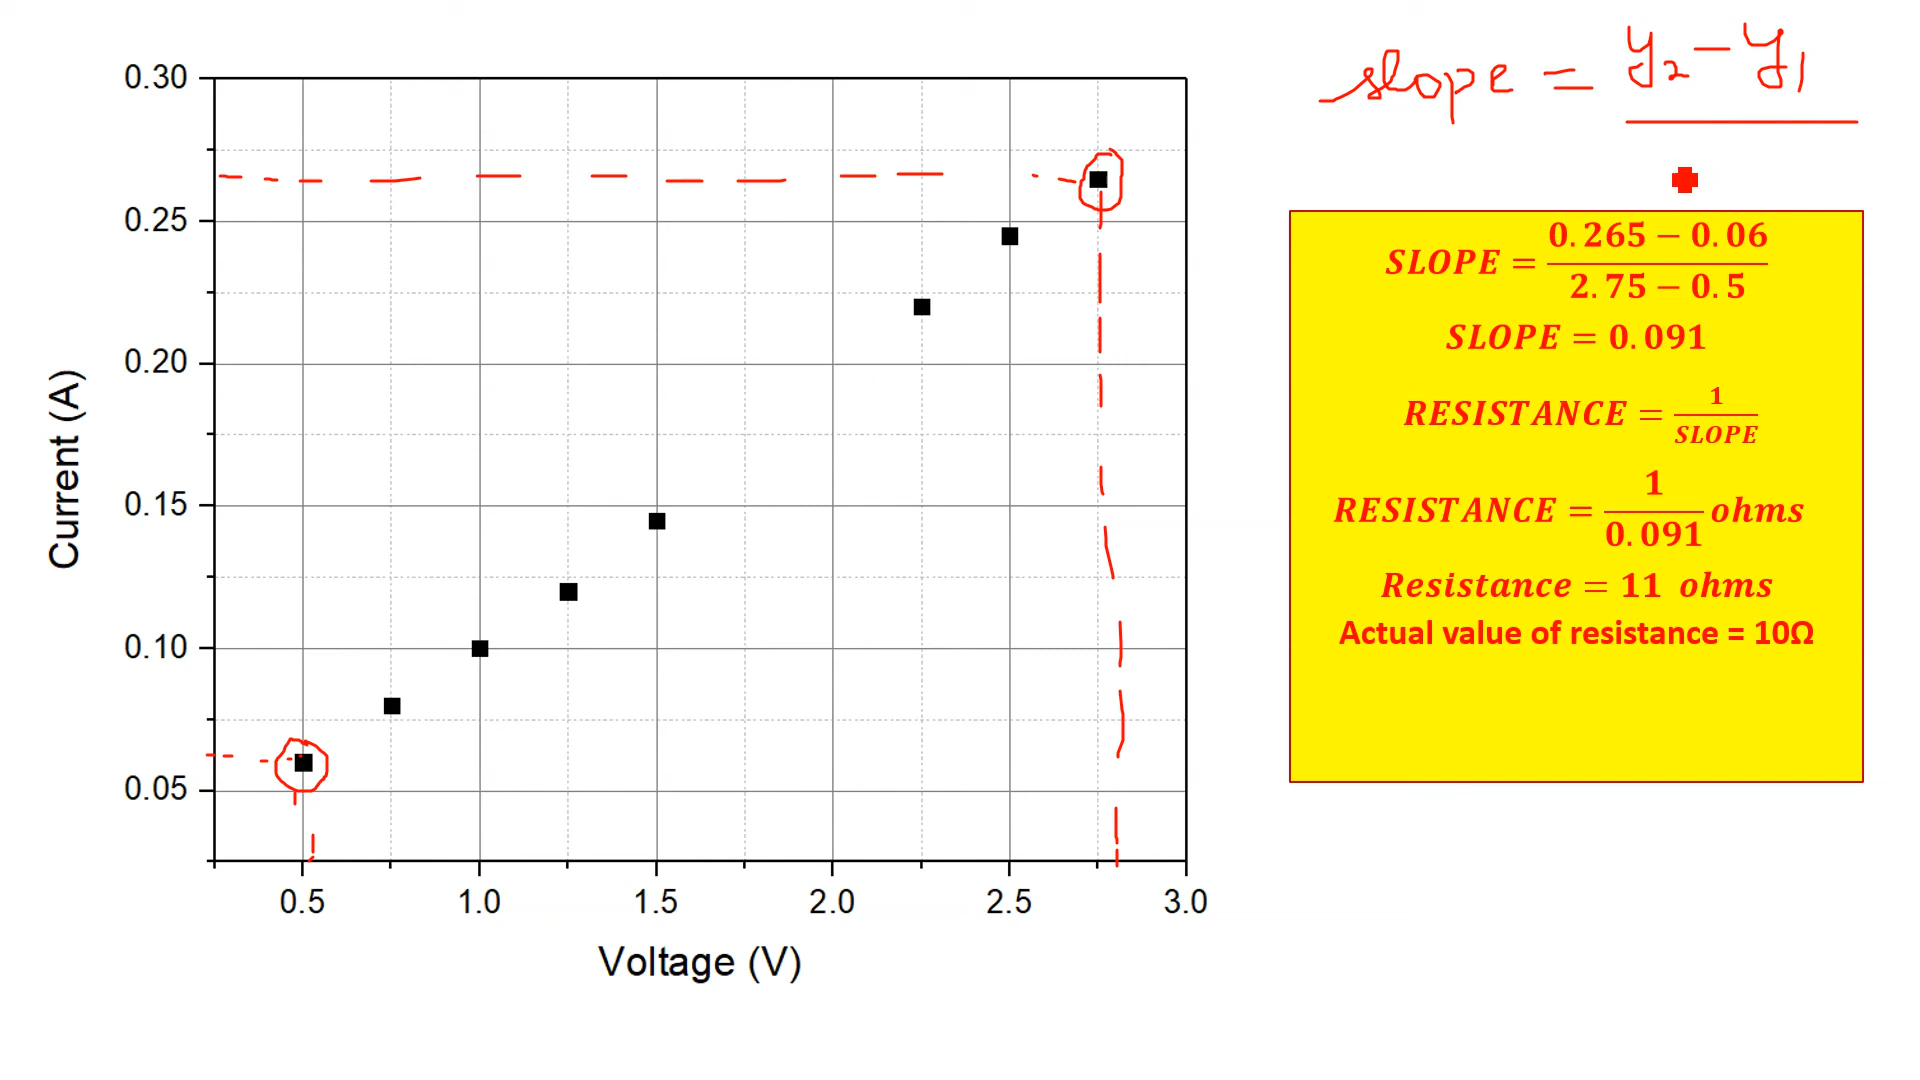 slope = y₂ - y₁
0.30
0.25
0.20
0.15
0.10
0.05
Current (A)
0.5 1.0 1.5 2.0 2.5 3.0
Voltage (V)
SLOPE = (0.265 − 0.06)/(2.75 − 0.5)
SLOPE = 0.091
RESISTANCE = 1/SLOPE
RESISTANCE = 1/0.091 ohms
Resistance = 11 ohms
Actual value of resistance = 10Ω